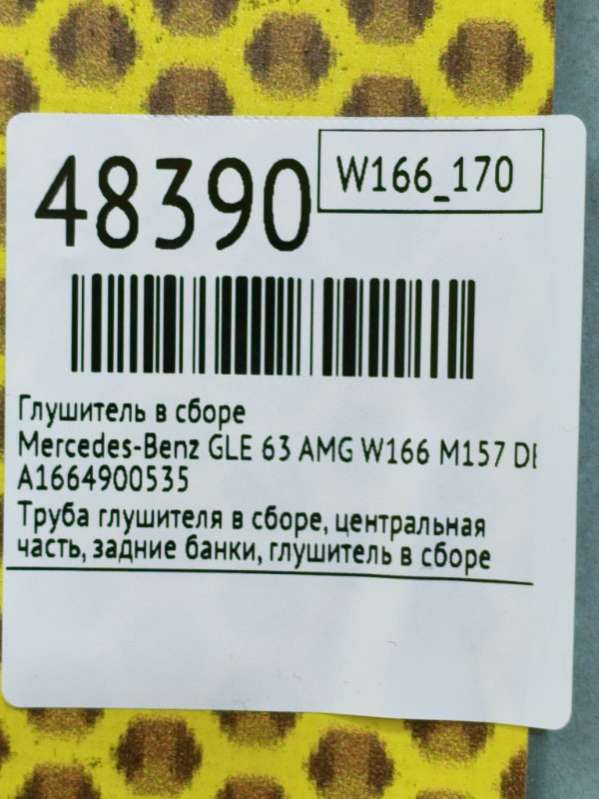 48390
W166_170
Глушитель в сборе
Mercedes-Benz GLE 63 AMG W166 M157
A1664900535
Труба глушителя в сборе, центральная
часть, задние банки, глушитель в сборе